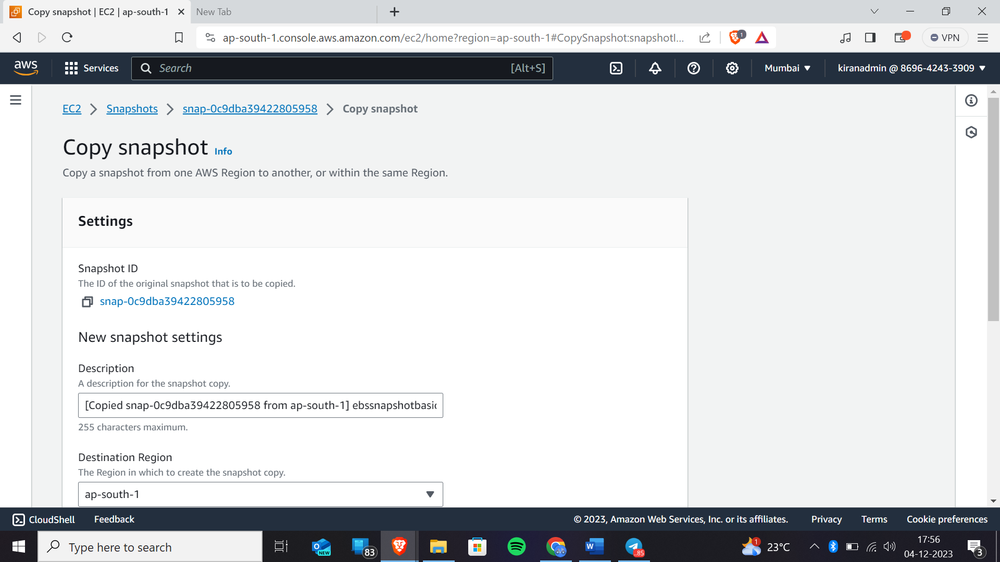 Copy snapshot | EC2 | ap-south-1
New Tab
ap-south-1.console.aws.amazon.com/ec2/home?region=ap-south-1#CopySnapshot:snapshotI...
1
VPN
aws
Services
Search
[Alt+S]
Mumbai
kiranadmin @ 8696-4243-3909
EC2
Snapshots
snap-0c9dba39422805958
Copy snapshot
Copy snapshot Info
Copy a snapshot from one AWS Region to another, or within the same Region.
Settings
Snapshot ID
The ID of the original snapshot that is to be copied.
snap-0c9dba39422805958
New snapshot settings
Description
A description for the snapshot copy.
[Copied snap-0c9dba39422805958 from ap-south-1] ebssnapshotbasic
255 characters maximum.
Destination Region
The Region in which to create the snapshot copy.
ap-south-1
CloudShell
Feedback
© 2023, Amazon Web Services, Inc. or its affiliates.
Privacy
Terms
Cookie preferences
Type here to search
O
NEW
83
W
..85
1
23°C
17:56
04-12-2023
3